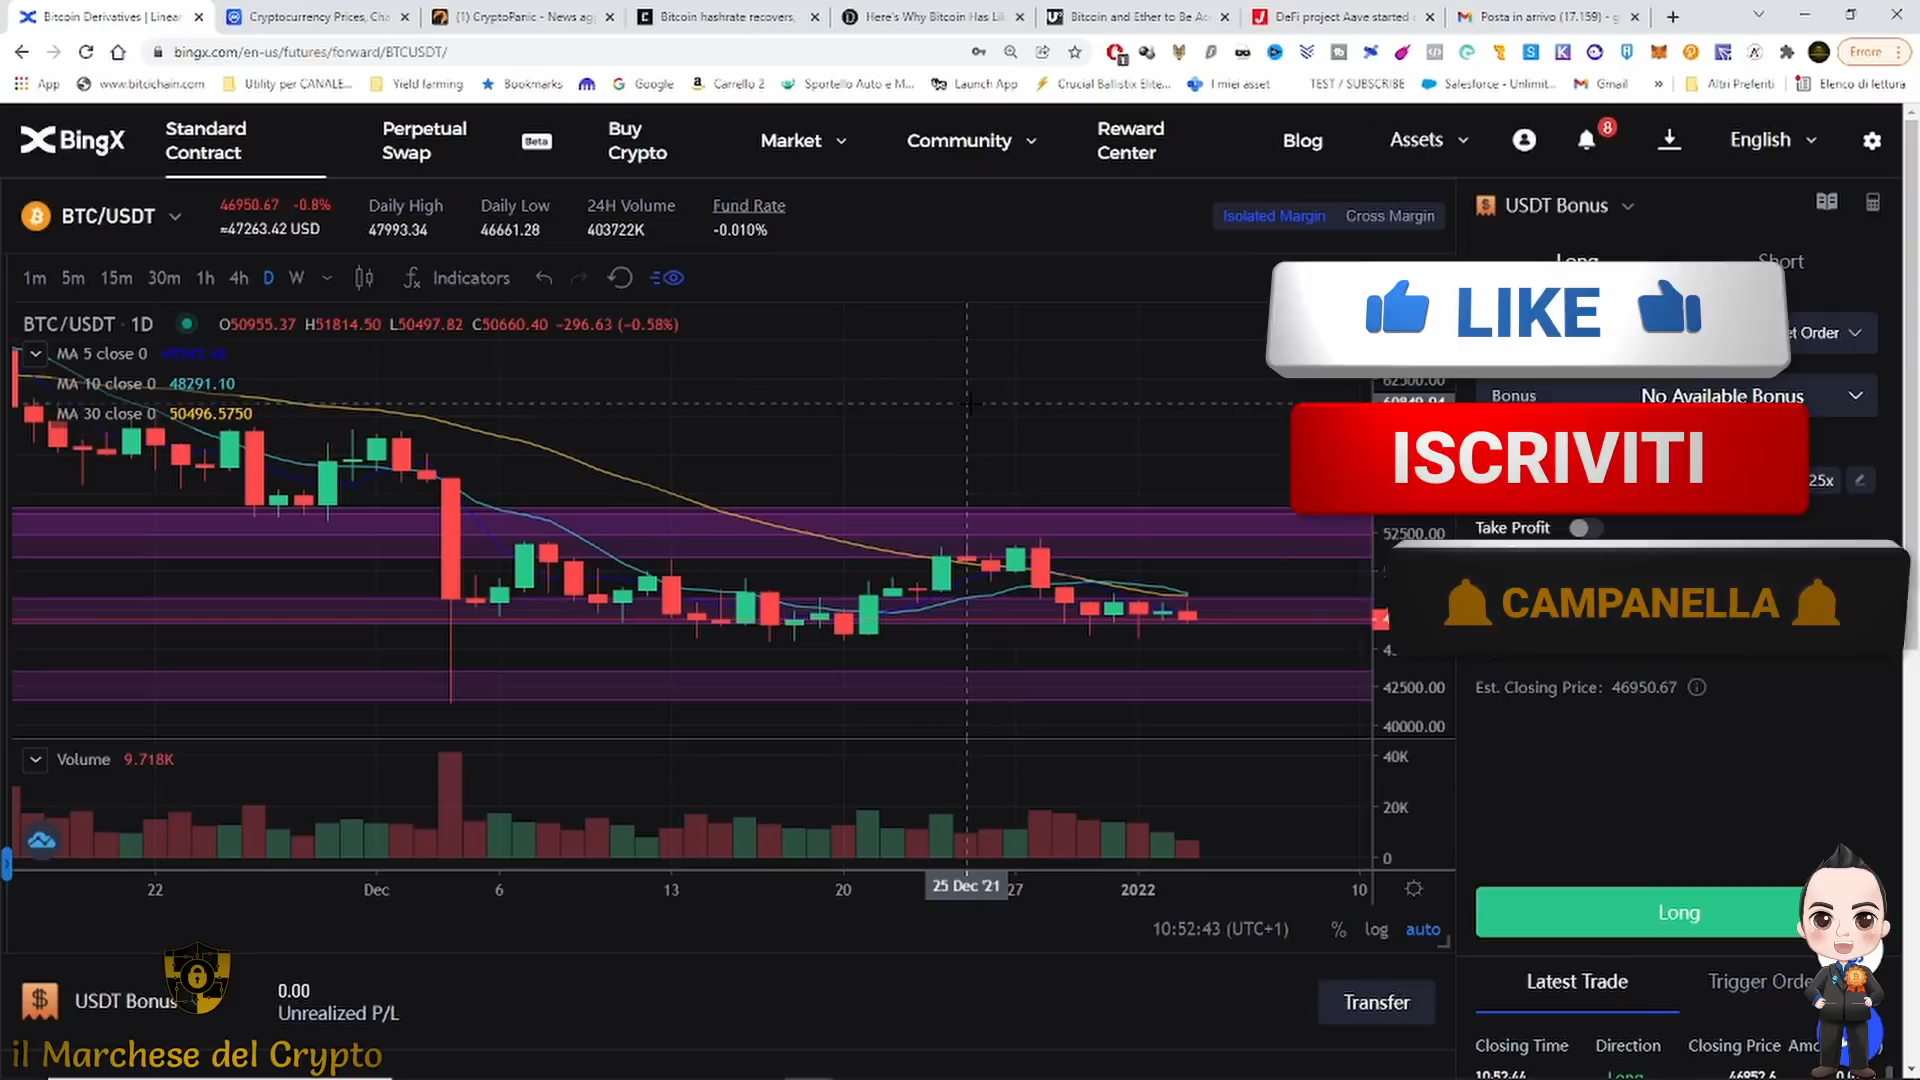 Bitcoin Derivatives | Linear
Cryptocurrency Prices, Cha
(1) CryptoPanic - News ag
Bitcoin hashrate recovers,
Here's Why Bitcoin Has Li
Bitcoin and Ether to Be A
DeFi project Aave started
Posta in arrivo (17.159) - g
bingx.com/en-us/futures/forward/BTCUSDT/
Errore
App
www.bitcichain.com
Utility per CANALE...
Yield farming
Bookmarks
Google
Carrello 2
Sportello Auto e M...
Launch App
Crucial Ballistix Elite...
I miei asset
TEST / SUBSCRIBE
Salesforce - Unlimit...
Gmail
»
Altri Preferiti
Elenco di lettura
BingX
Standard Contract
Perpetual Swap
Beta
Buy Crypto
Market
Community
Reward Center
Blog
Assets
8
English
BTC/USDT
46950.67 -0.8%
≈47263.42 USD
Daily High
47993.34
Daily Low
46661.28
24H Volume
403722K
Fund Rate
-0.010%
Isolated Margin
Cross Margin
USDT Bonus
Long
Short
1m 5m 15m 30m 1h 4h D W
Indicators
BTC/USDT · 1D
O50955.37 H51814.50 L50497.82 C50660.40 -296.63 (-0.58%)
MA 5 close 0
MA 10 close 0 48291.10
MA 30 close 0 50496.5750
LIKE
et Order
62500.00
Bonus
No Available Bonus
ISCRIVITI
25x
Take Profit
52500.00
CAMPANELLA
42500.00
40000.00
Est. Closing Price: 46950.67
Volume 9.718K
40K
20K
0
22
Dec
6
13
20
25 Dec '21
27
2022
10
10:52:43 (UTC+1)
%
log
auto
Long
USDT Bonus
0.00
Unrealized P/L
Transfer
Latest Trade
Trigger Orde
il Marchese del Crypto
Closing Time
Direction
Closing Price
Amo
10:52:44
Long
46952.6